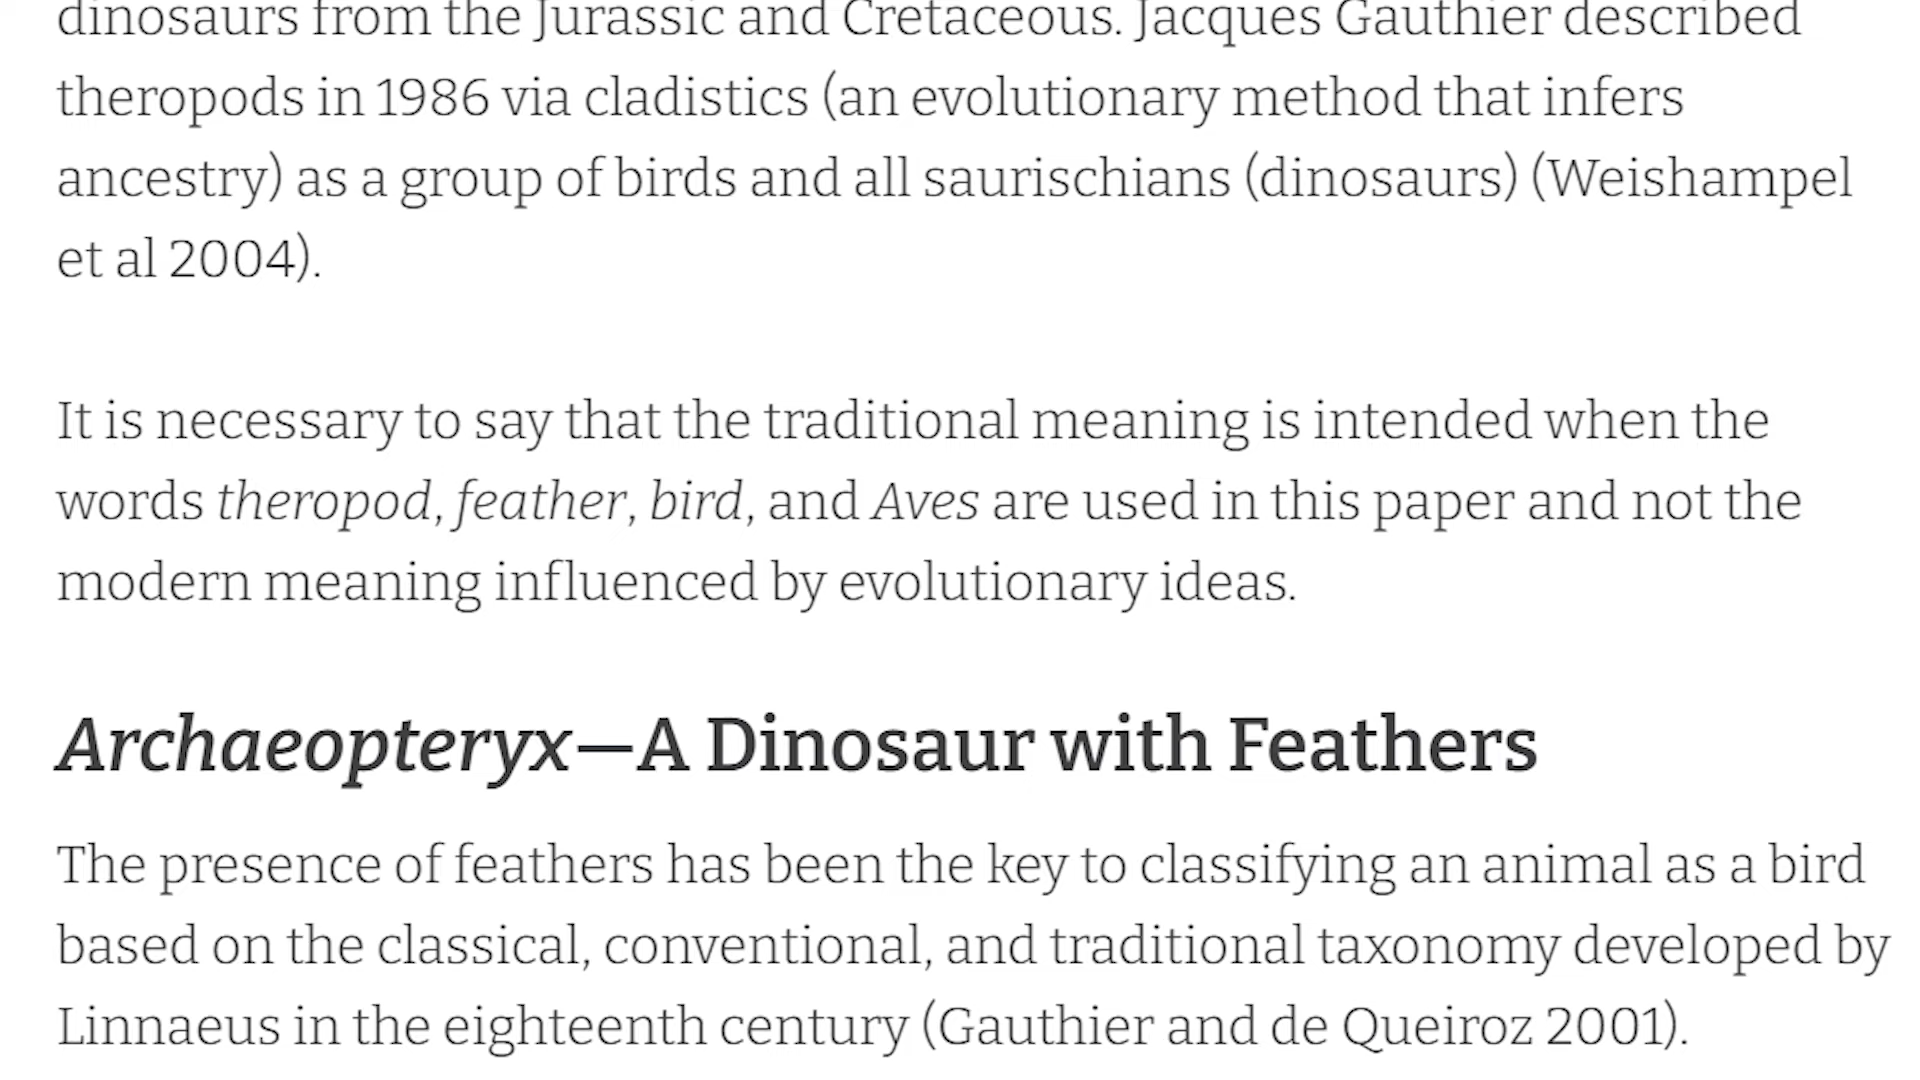 dinosaurs from the Jurassic and Cretaceous. Jacques Gauthier described
theropods in 1986 via cladistics (an evolutionary method that infers
ancestry) as a group of birds and all saurischians (dinosaurs) (Weishampel
et al 2004).
It is necessary to say that the traditional meaning is intended when the
words theropod, feather, bird, and Aves are used in this paper and not the
modern meaning influenced by evolutionary ideas.
Archaeopteryx—A Dinosaur with Feathers
The presence of feathers has been the key to classifying an animal as a bird
based on the classical, conventional, and traditional taxonomy developed by
Linnaeus in the eighteenth century (Gauthier and de Queiroz 2001).